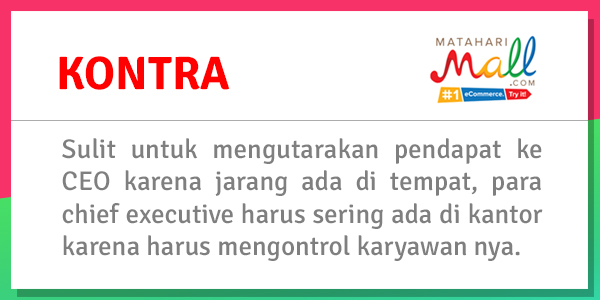 KONTRA
MATAHARI
Mall
.COM
#1 eCommerce. Try It!
Sulit untuk mengutarakan pendapat ke
CEO karena jarang ada di tempat, para
chief executive harus sering ada di kantor
karena harus mengontrol karyawan nya.